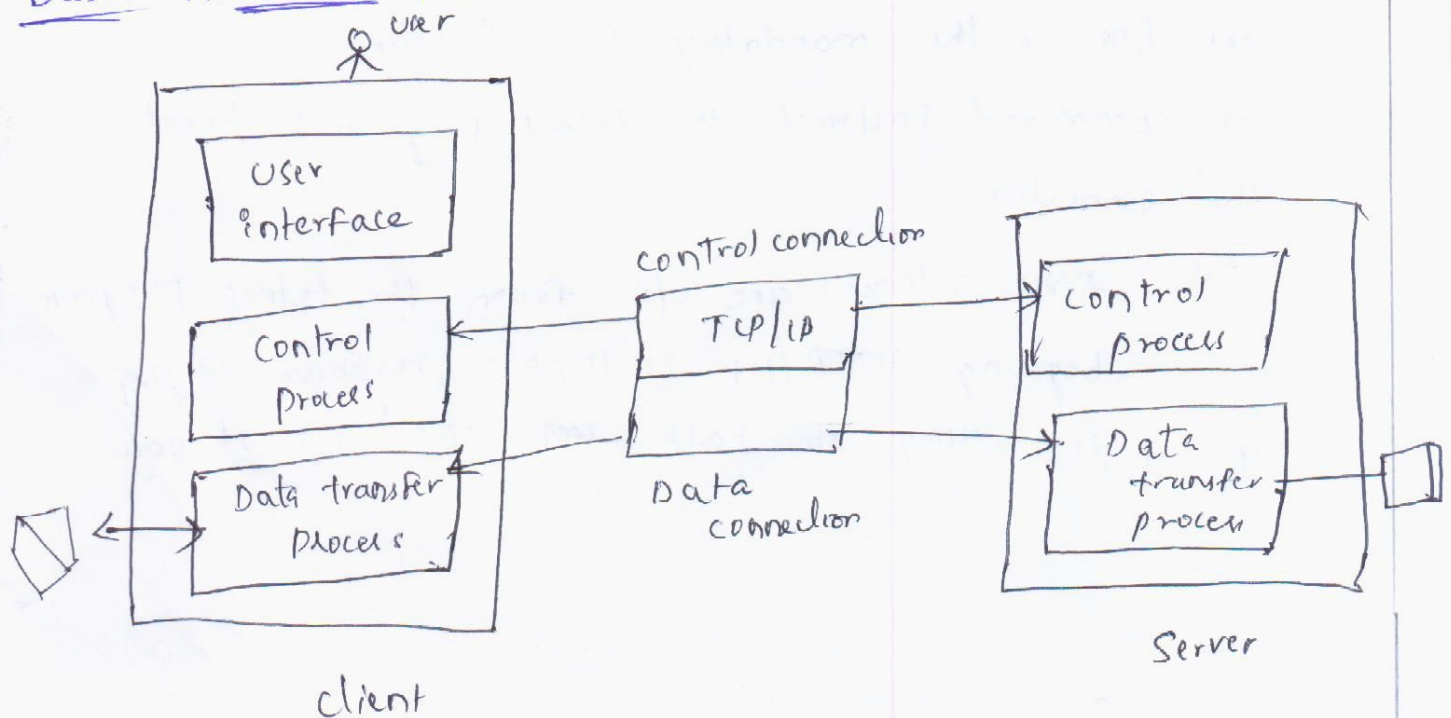 user
User
interface
control connection
TCP/IP
control
process
control
process
Data transfer
process
Data
connection
Data
transfer
process
client
Server